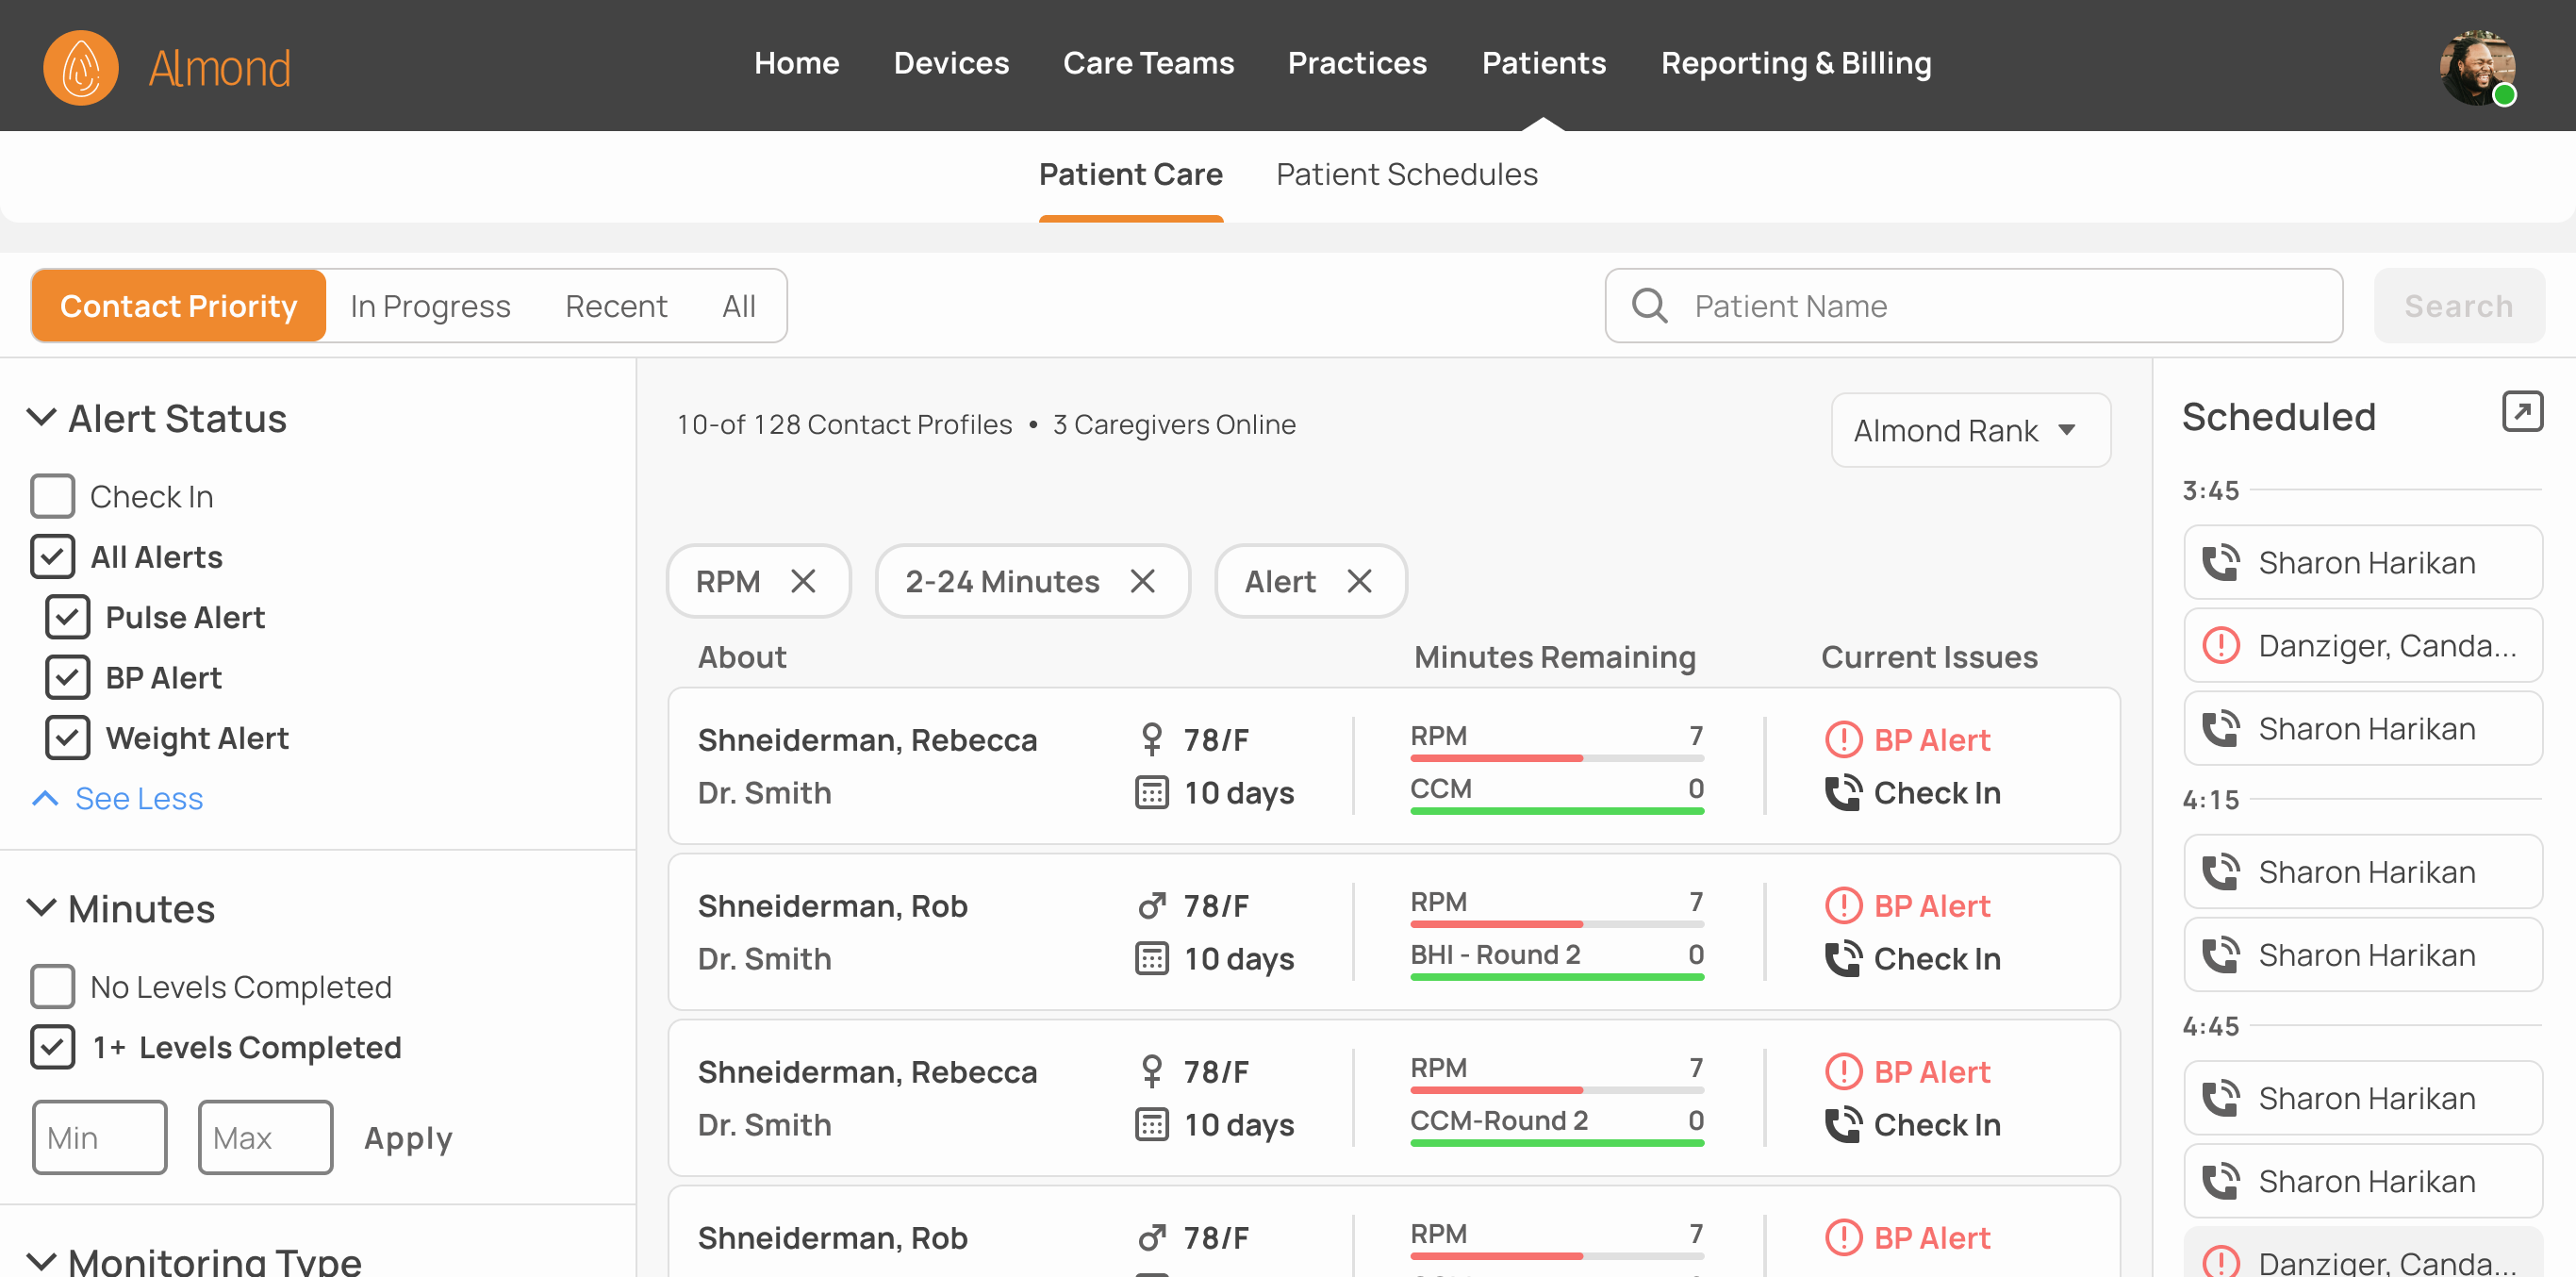 Almond
Home Devices Care Teams Practices Patients Reporting & Billing
Patient Care Patient Schedules
Contact Priority In Progress Recent All
Patient Name
Search
Alert Status
Check In
All Alerts
Pulse Alert
BP Alert
Weight Alert
See Less
Minutes
No Levels Completed
1+ Levels Completed
Min Max Apply
Monitoring Type
10-of 128 Contact Profiles • 3 Caregivers Online
Almond Rank
RPM 2-24 Minutes Alert
About Minutes Remaining Current Issues
Shneiderman, Rebecca 78/F RPM 7 BP Alert
Dr. Smith 10 days CCM 0 Check In
Shneiderman, Rob 78/F RPM 7 BP Alert
Dr. Smith 10 days BHI - Round 2 0 Check In
Shneiderman, Rebecca 78/F RPM 7 BP Alert
Dr. Smith 10 days CCM-Round 2 0 Check In
Shneiderman, Rob 78/F RPM 7 BP Alert
Scheduled
3:45
Sharon Harikan
Danziger, Canda...
Sharon Harikan
4:15
Sharon Harikan
Sharon Harikan
4:45
Sharon Harikan
Sharon Harikan
Danziger, Canda...